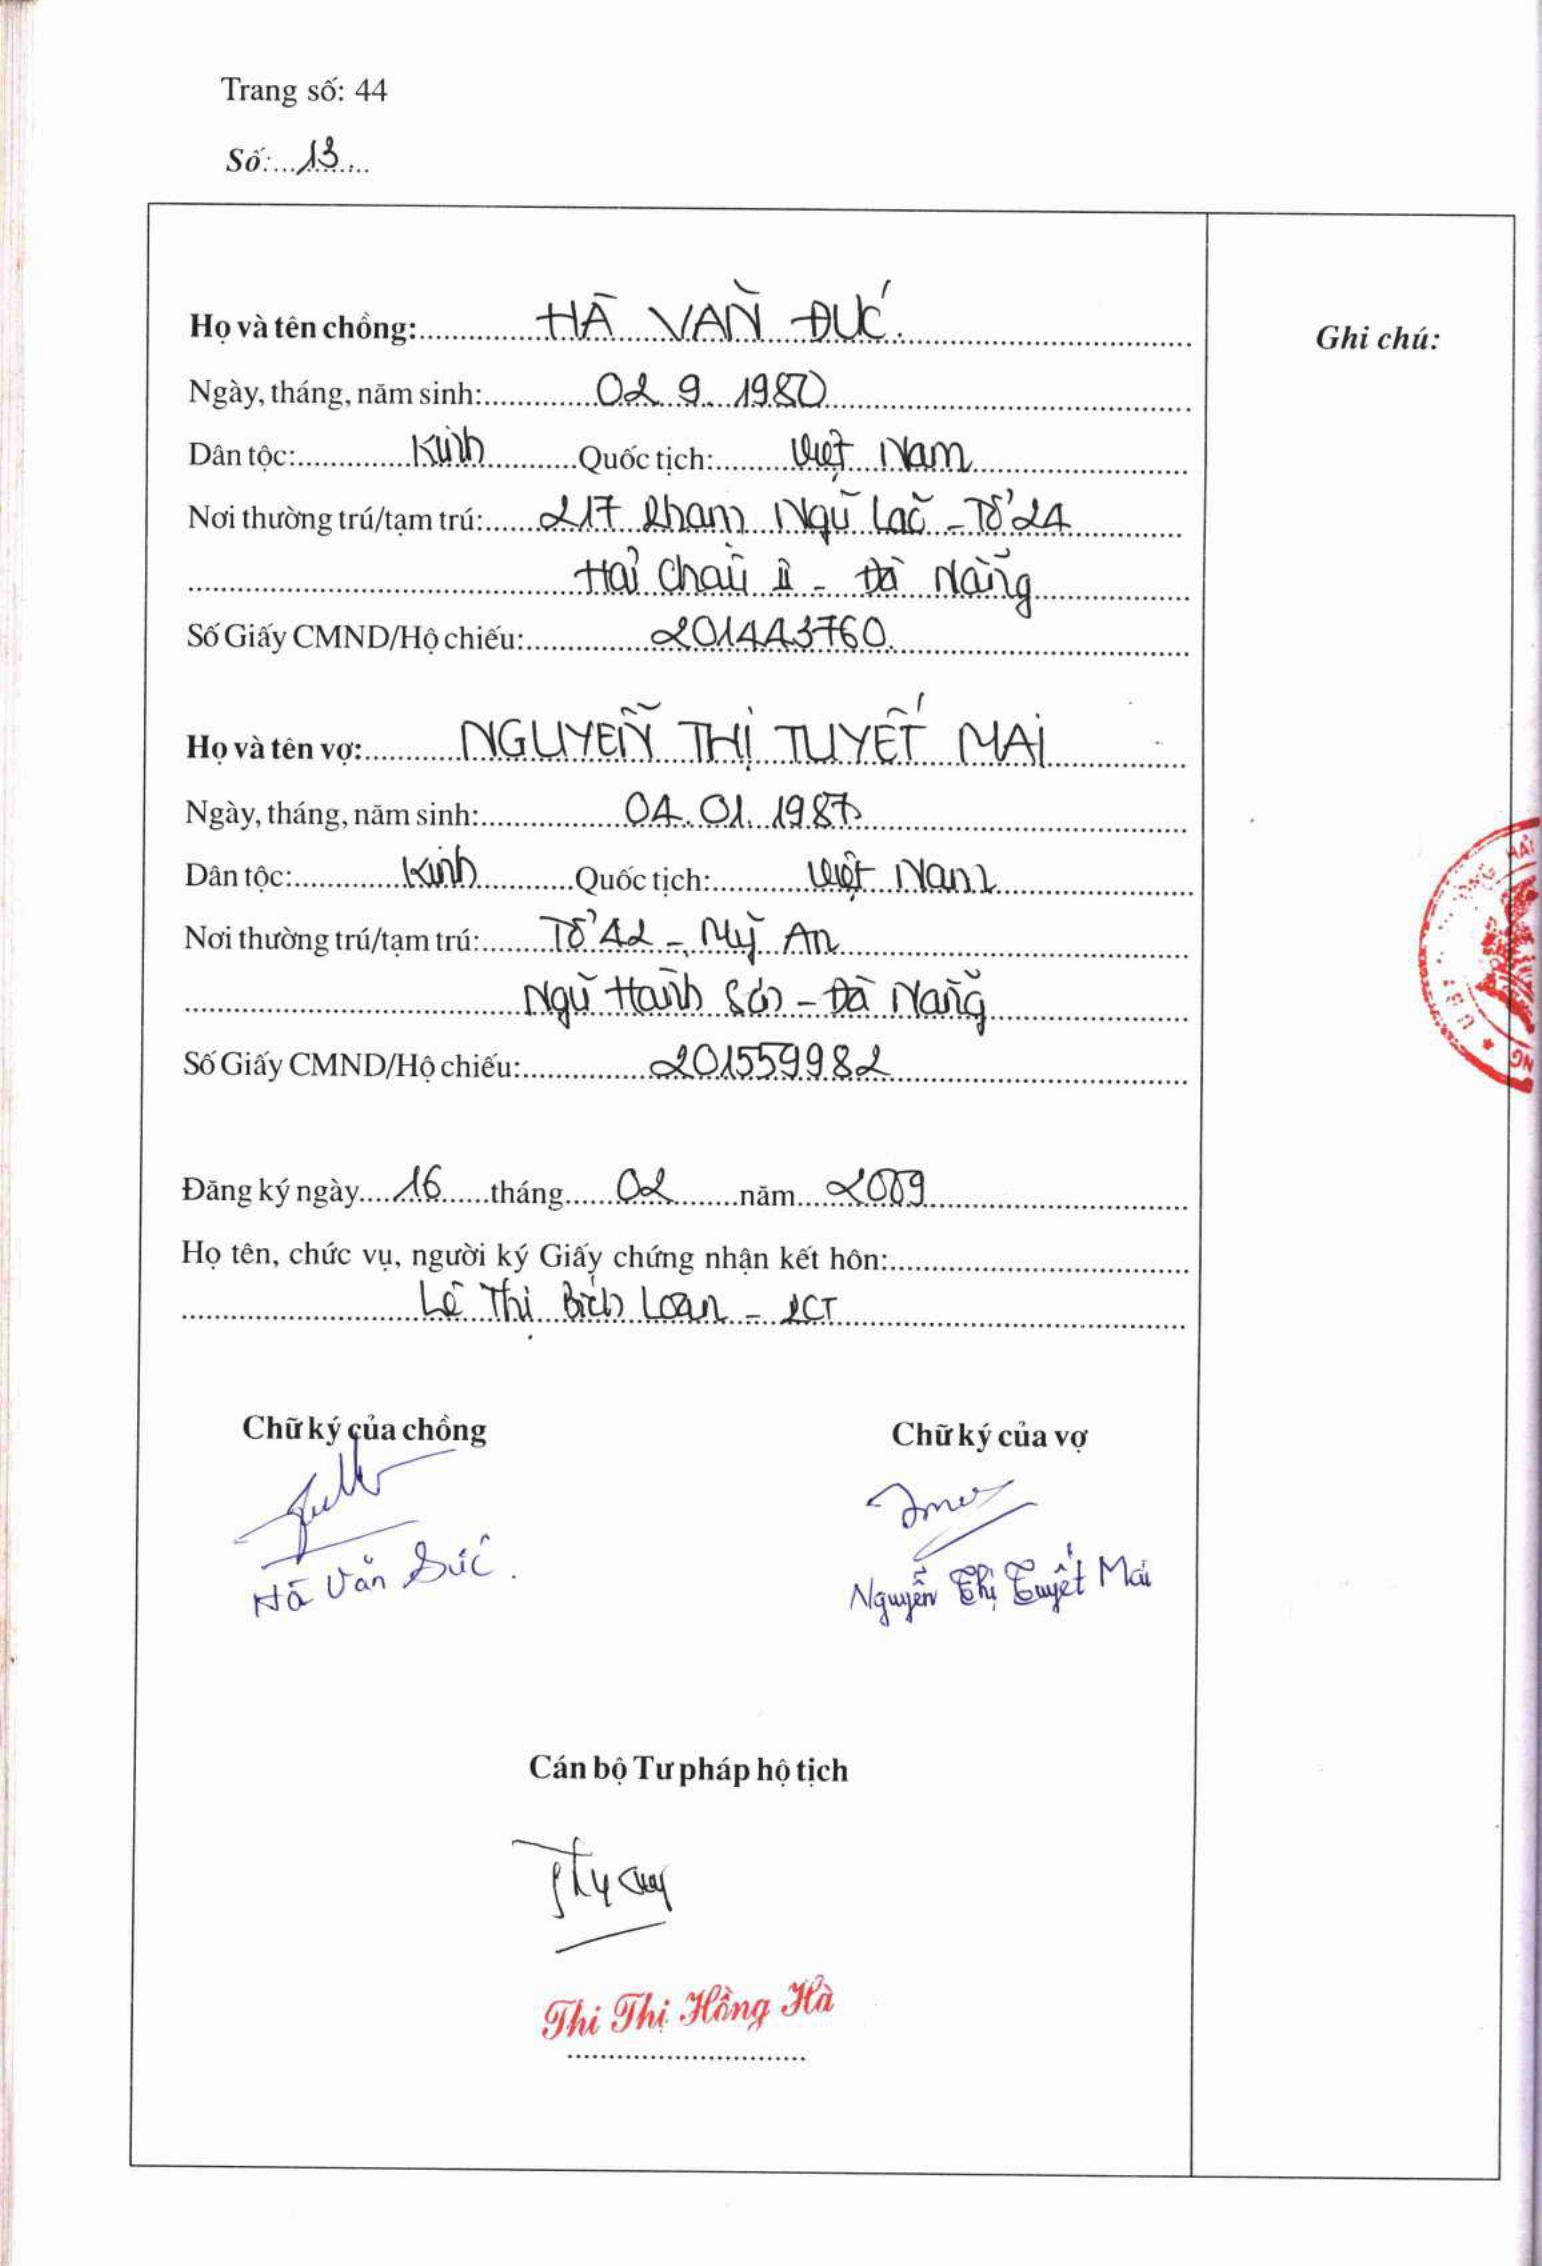 Trang số: 44
Số: 13
Họ và tên chồng: HÀ VĂN ĐỨC
Ghi chú:
Ngày, tháng, năm sinh: 02.9.1980
Dân tộc: Kinh Quốc tịch: Việt Nam
Nơi thường trú/tạm trú: 217 Phạm Ngũ Lão - Tổ 24
Hải Châu II - Đà Nẵng
Số Giấy CMND/Hộ chiếu: 201443760.
Họ và tên vợ: NGUYỄN THỊ TUYẾT MAI
Ngày, tháng, năm sinh: 04.01.1987
Dân tộc: Kinh Quốc tịch: Việt Nam
Nơi thường trú/tạm trú: Tổ 42 - Mỹ An
Ngũ Hành Sơn - Đà Nẵng
Số Giấy CMND/Hộ chiếu: 201559982
Đăng ký ngày 16 tháng 02 năm 2009
Họ tên, chức vụ, người ký Giấy chứng nhận kết hôn:
Lê Thị Bích Loan - PCT
Chữ ký của chồng Chữ ký của vợ
Hà Văn Đức.
Nguyễn Thị Tuyết Mai
Cán bộ Tư pháp hộ tịch
Thi Thị Hồng Hà